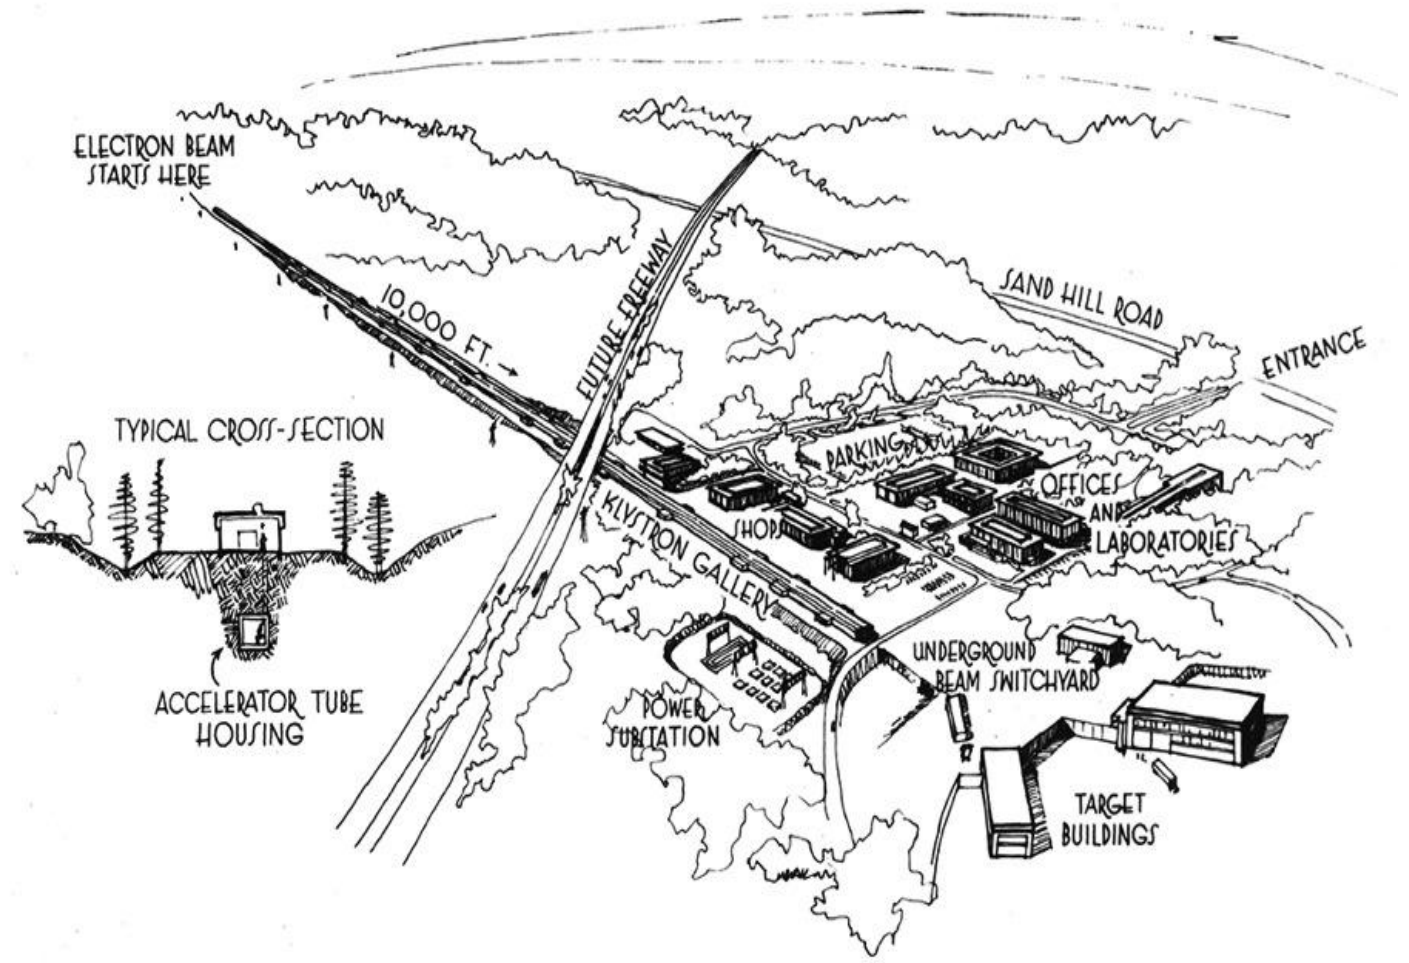 ELECTRON BEAM
STARTS HERE
10,000 FT.
FUTURE FREEWAY
SAND HILL ROAD
ENTRANCE
TYPICAL CROSS-SECTION
PARKING
OFFICES
AND
LABORATORIES
SHOPS
KLYSTRON GALLERY
ACCELERATOR TUBE
HOUSING
UNDERGROUND
BEAM SWITCHYARD
POWER
SUBSTATION
TARGET
BUILDINGS